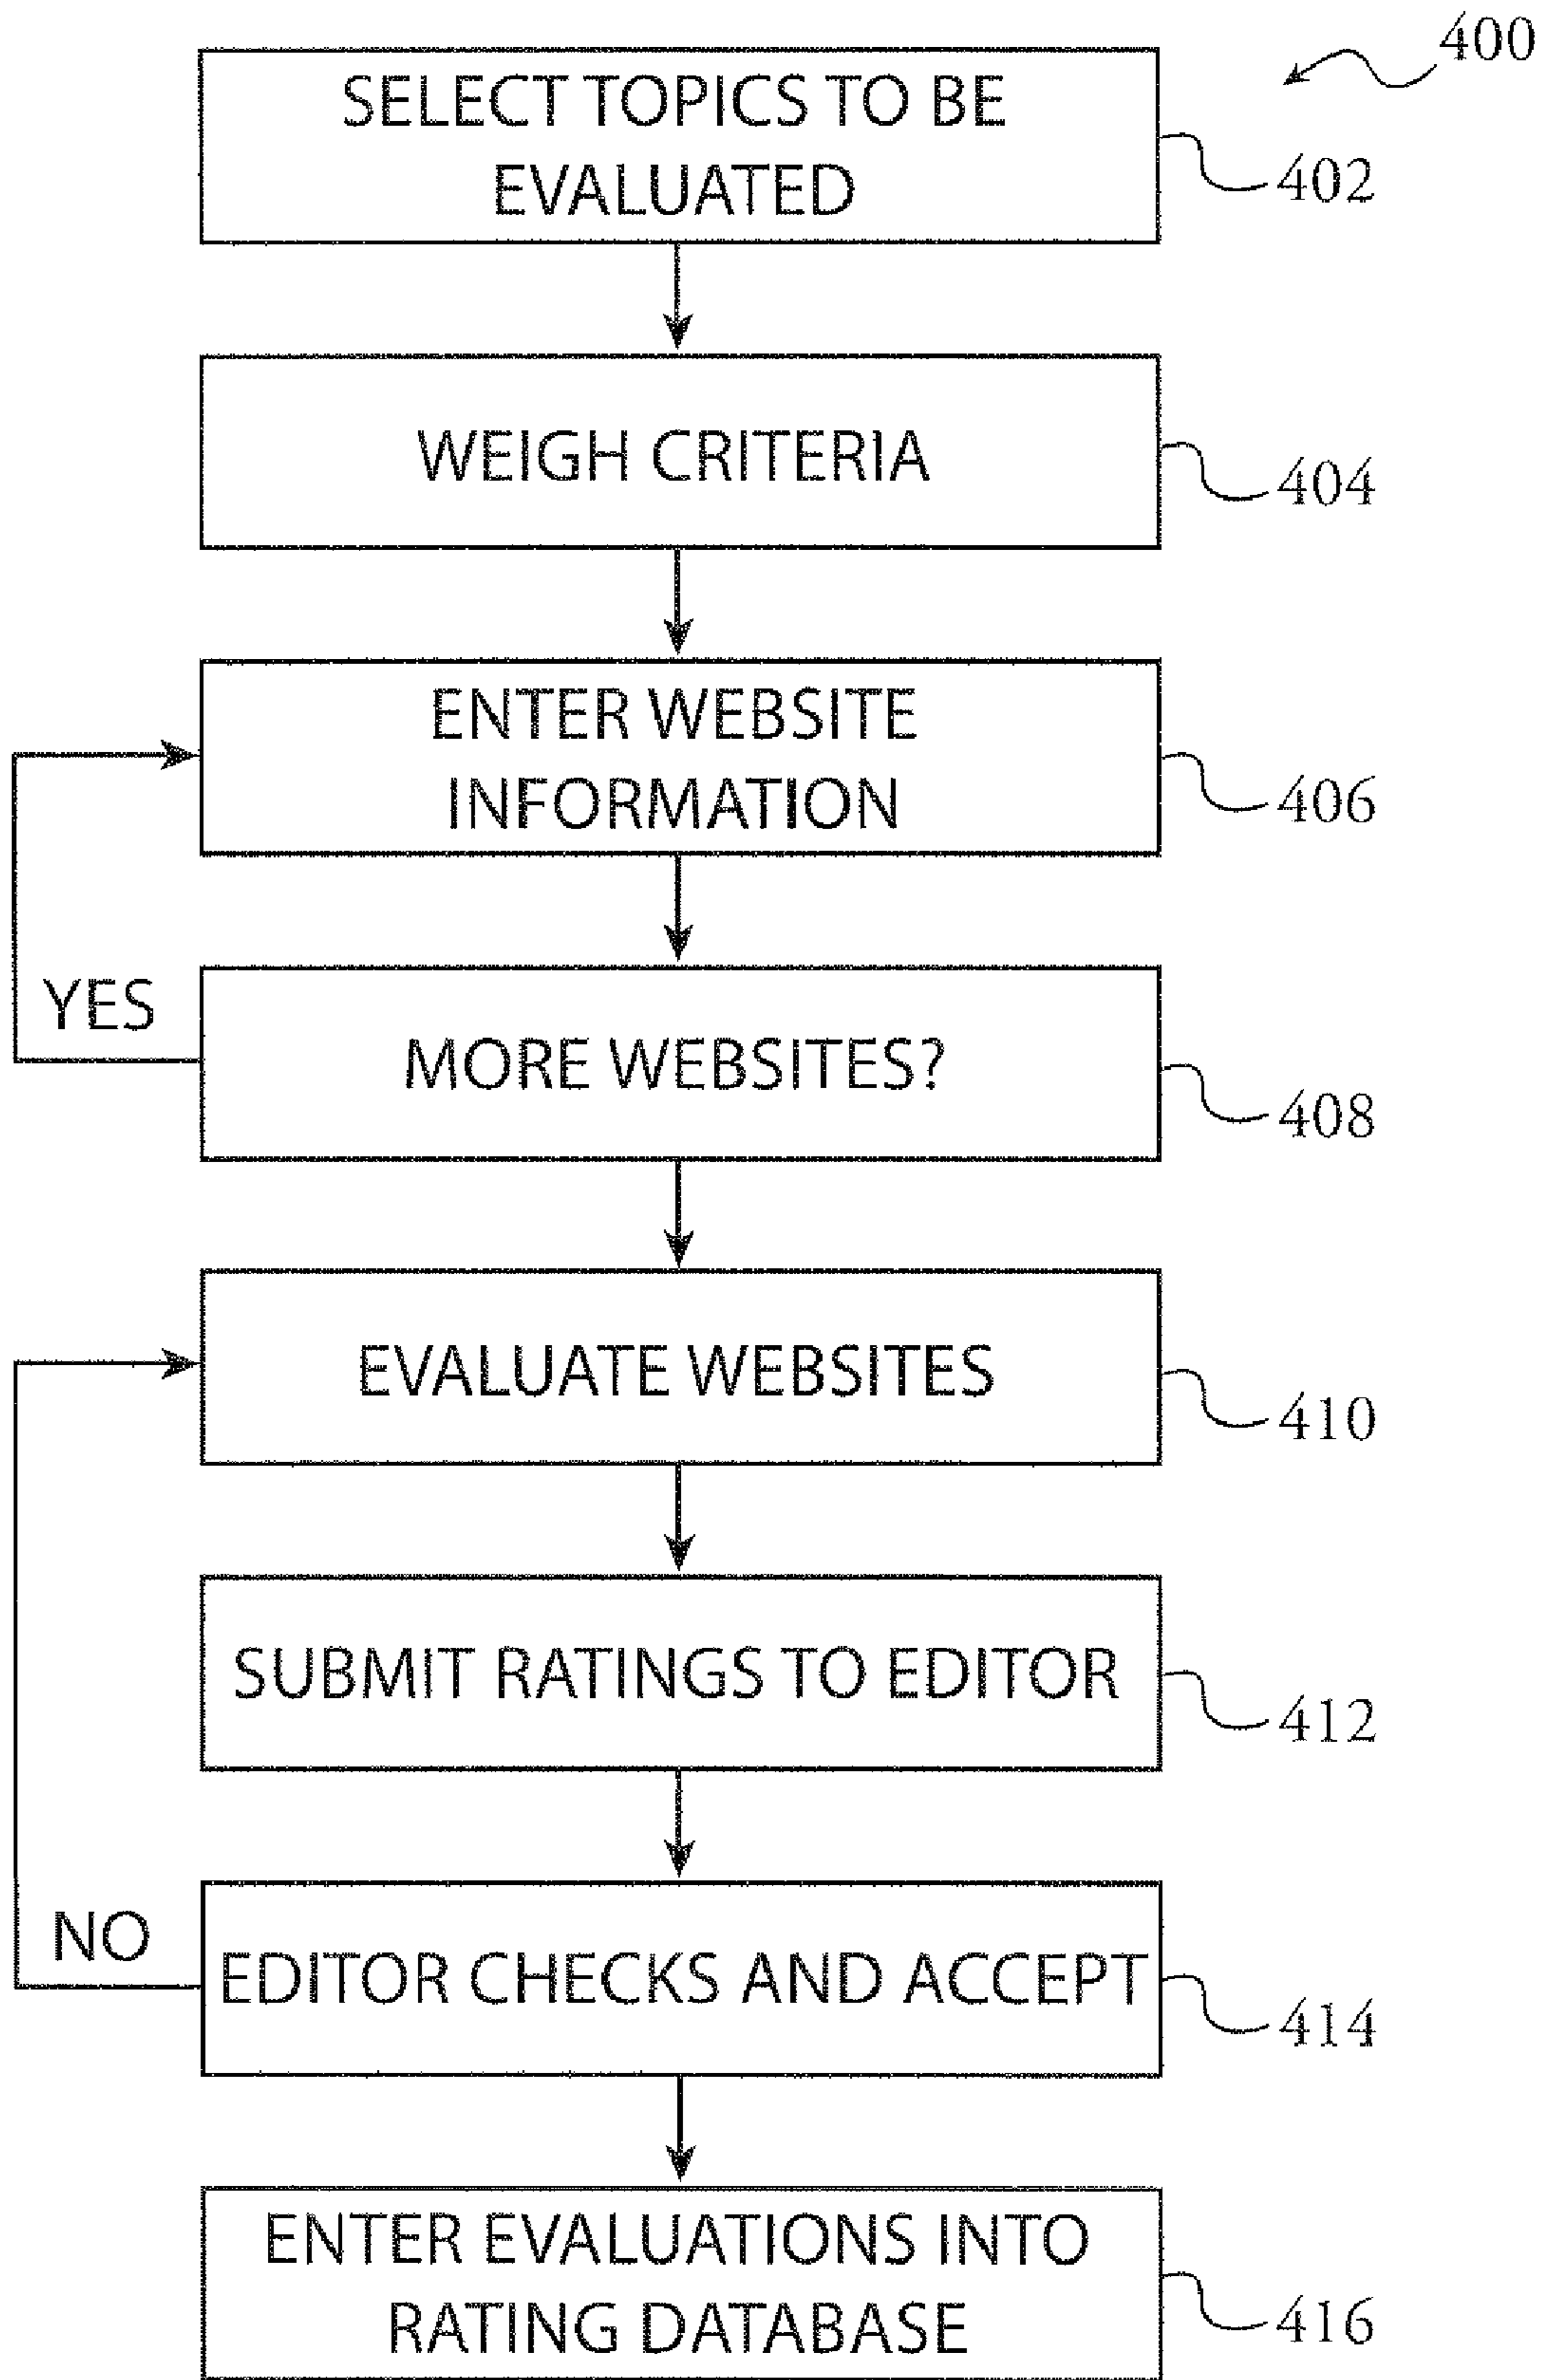 400
SELECT TOPICS TO BE
EVALUATED
402
WEIGH CRITERIA
404
ENTER WEBSITE
INFORMATION
406
YES
MORE WEBSITES?
408
EVALUATE WEBSITES
410
SUBMIT RATINGS TO EDITOR
412
NO
EDITOR CHECKS AND ACCEPT
414
ENTER EVALUATIONS INTO
RATING DATABASE
416